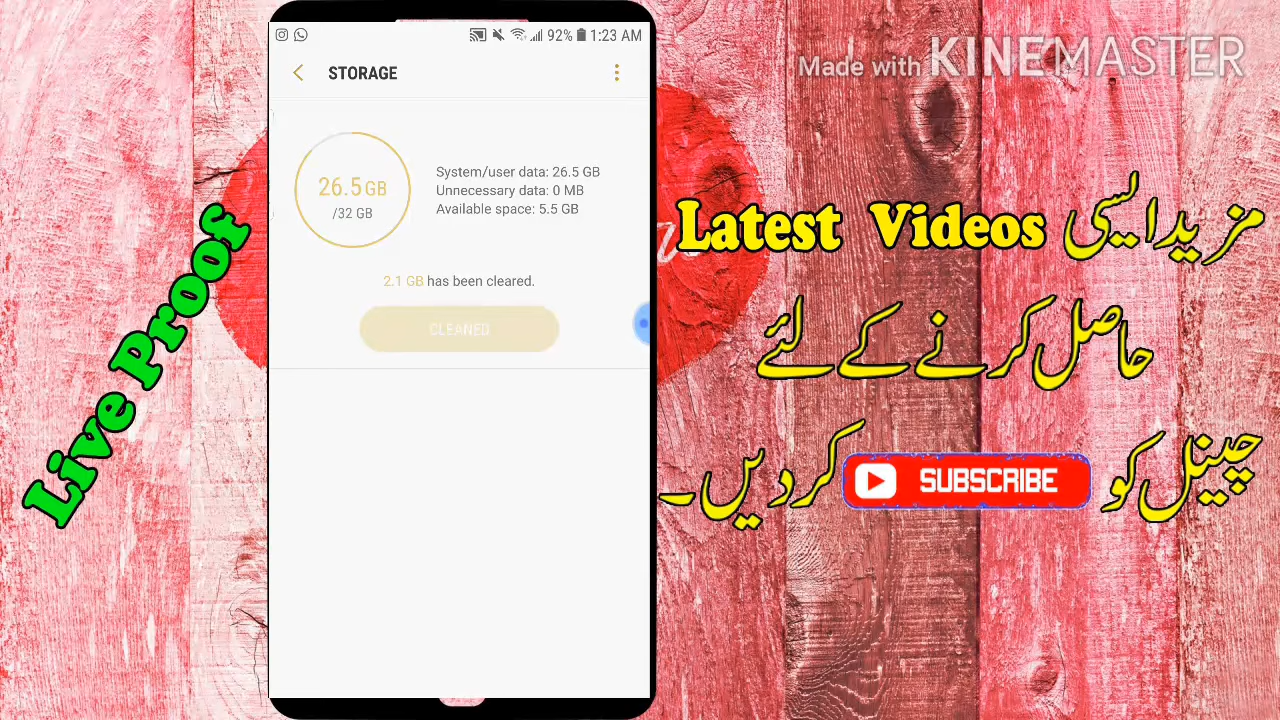 92% 1:23 AM
STORAGE
Made with KINEMASTER
26.5 GB
/32 GB
System/user data: 26.5 GB
Unnecessary data: 0 MB
Available space: 5.5 GB
2.1 GB has been cleared.
CLEANED
Live Proof
مزید ایسی Latest Videos
حاصل کرنے کے لئے
چینل کو SUBSCRIBE کر دیں۔